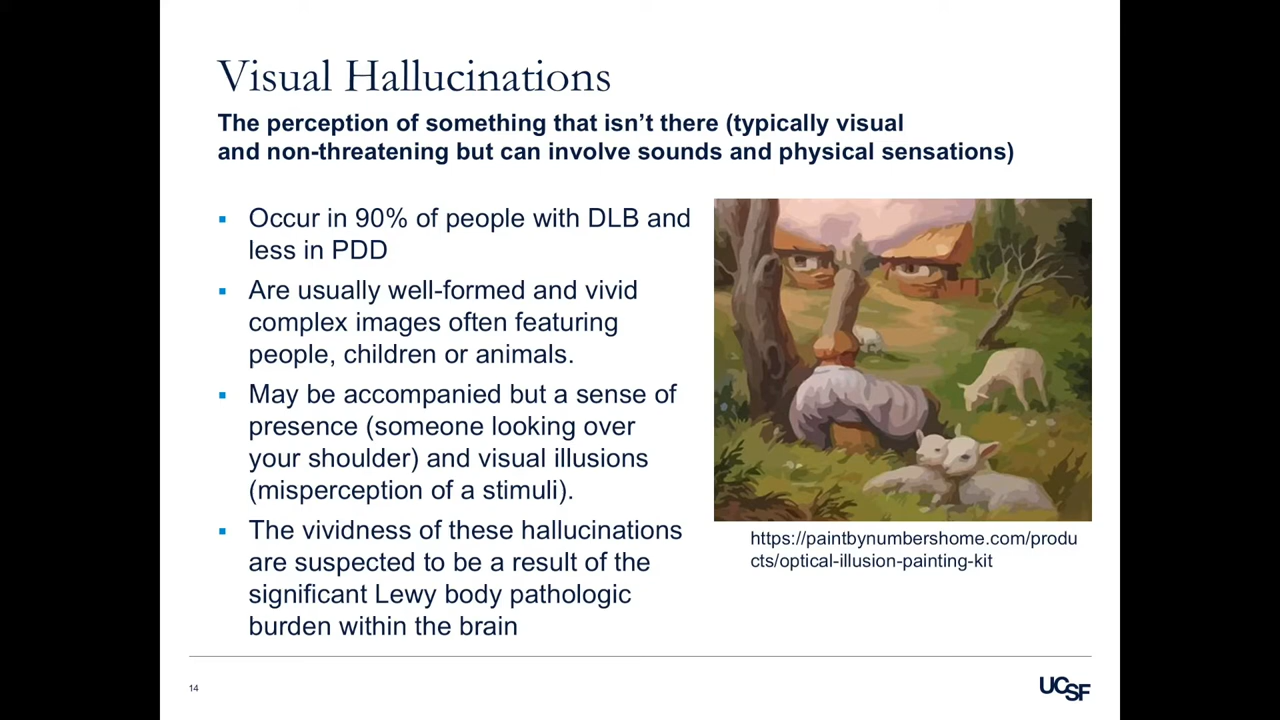 Visual Hallucinations
The perception of something that isn’t there (typically visual
and non-threatening but can involve sounds and physical sensations)
▪ Occur in 90% of people with DLB and
less in PDD
▪ Are usually well-formed and vivid
complex images often featuring
people, children or animals.
▪ May be accompanied but a sense of
presence (someone looking over
your shoulder) and visual illusions
(misperception of a stimuli).
▪ The vividness of these hallucinations
are suspected to be a result of the
significant Lewy body pathologic
burden within the brain
https://paintbynumbershome.com/produ
cts/optical-illusion-painting-kit
14
UCSF